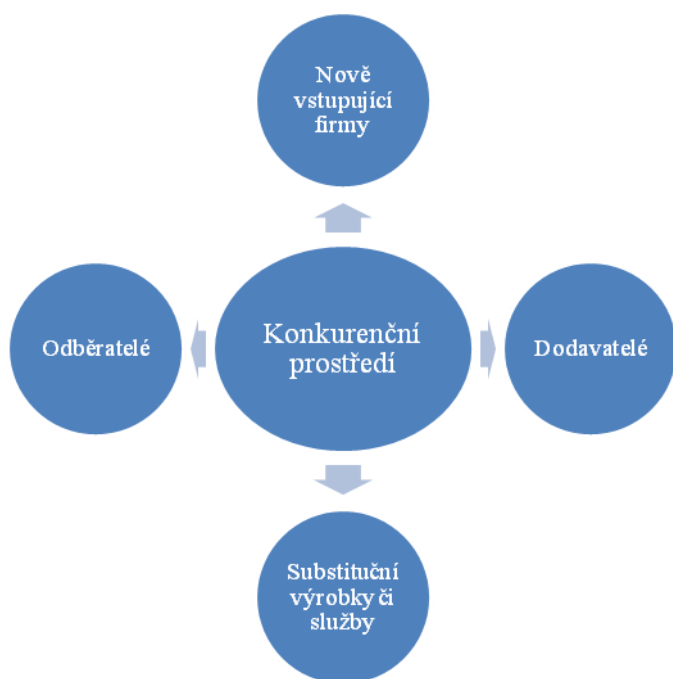 Nově
vstupující
firmy
Odběratelé
Konkurenční
prostředí
Dodavatelé
Substituční
výrobky či
služby